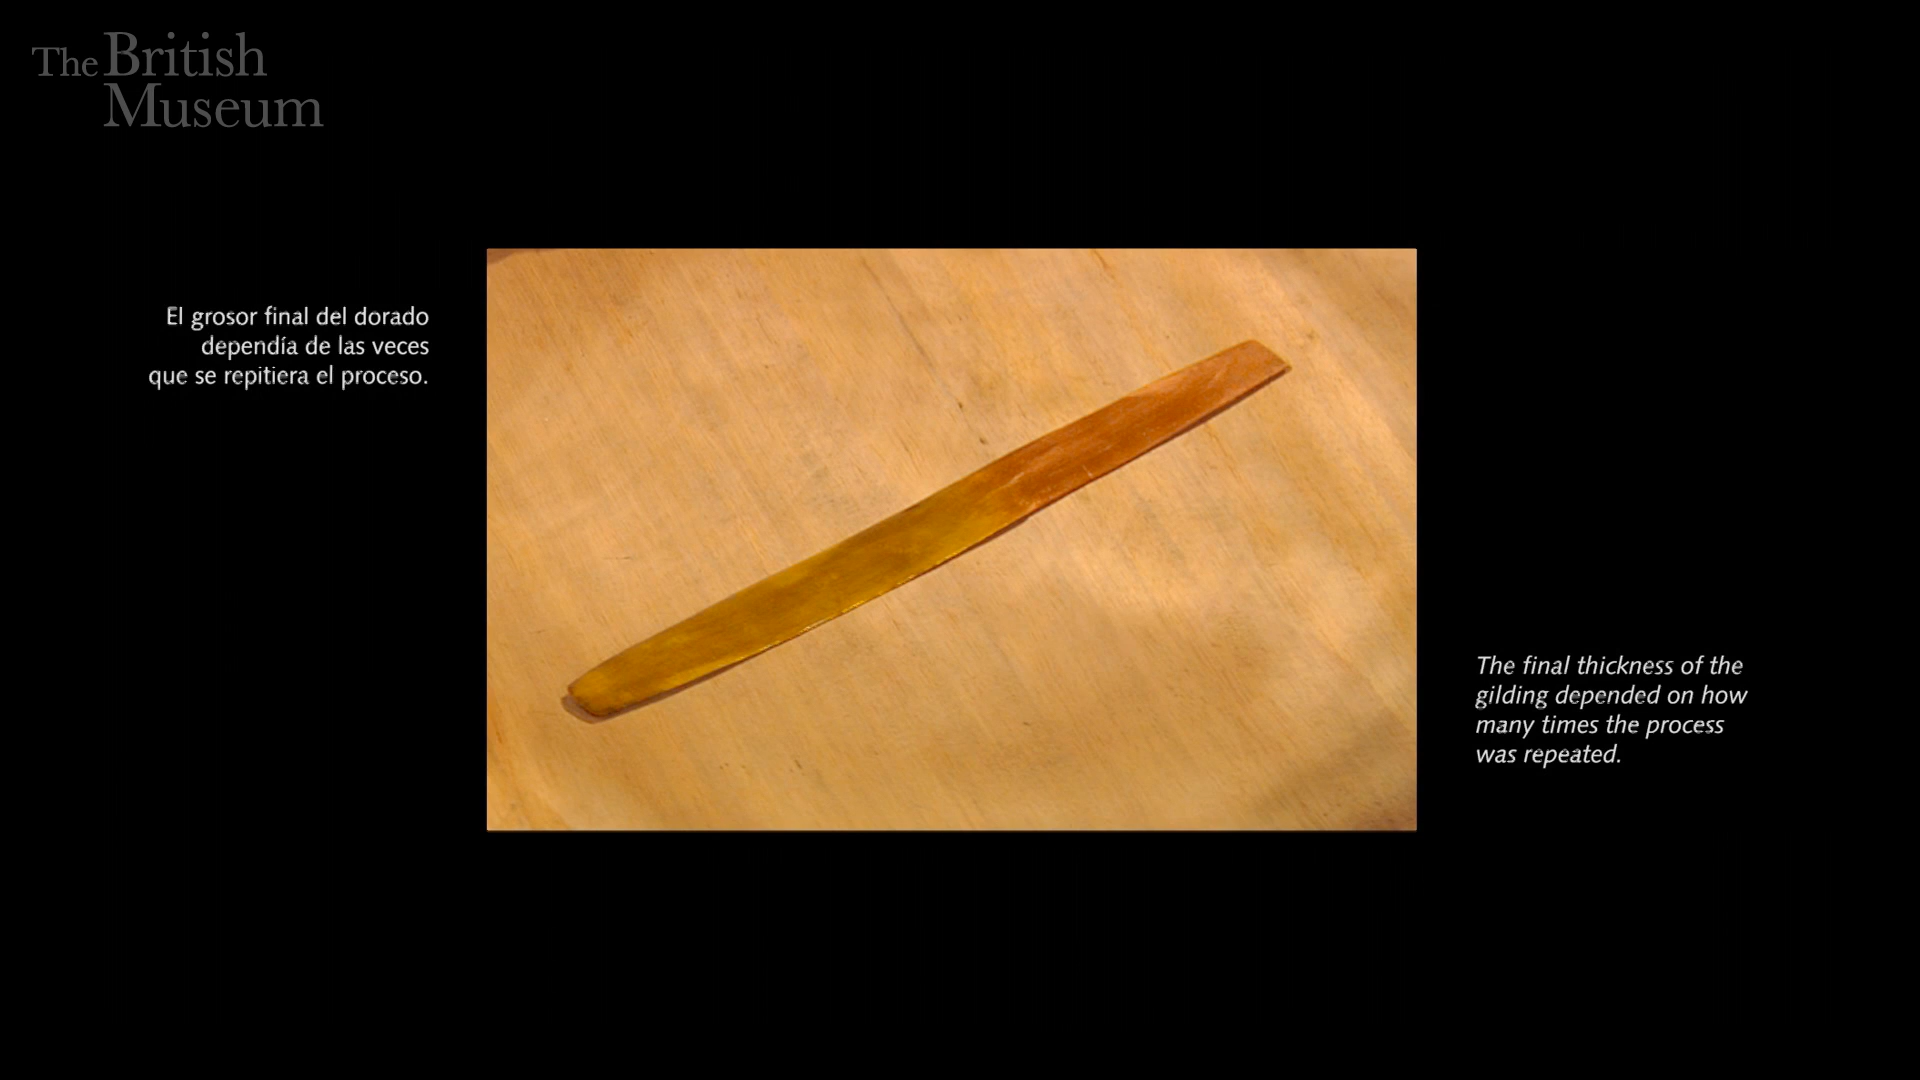 The British
Museum
El grosor final del dorado
dependía de las veces
que se repitiera el proceso.
The final thickness of the
gilding depended on how
many times the process
was repeated.